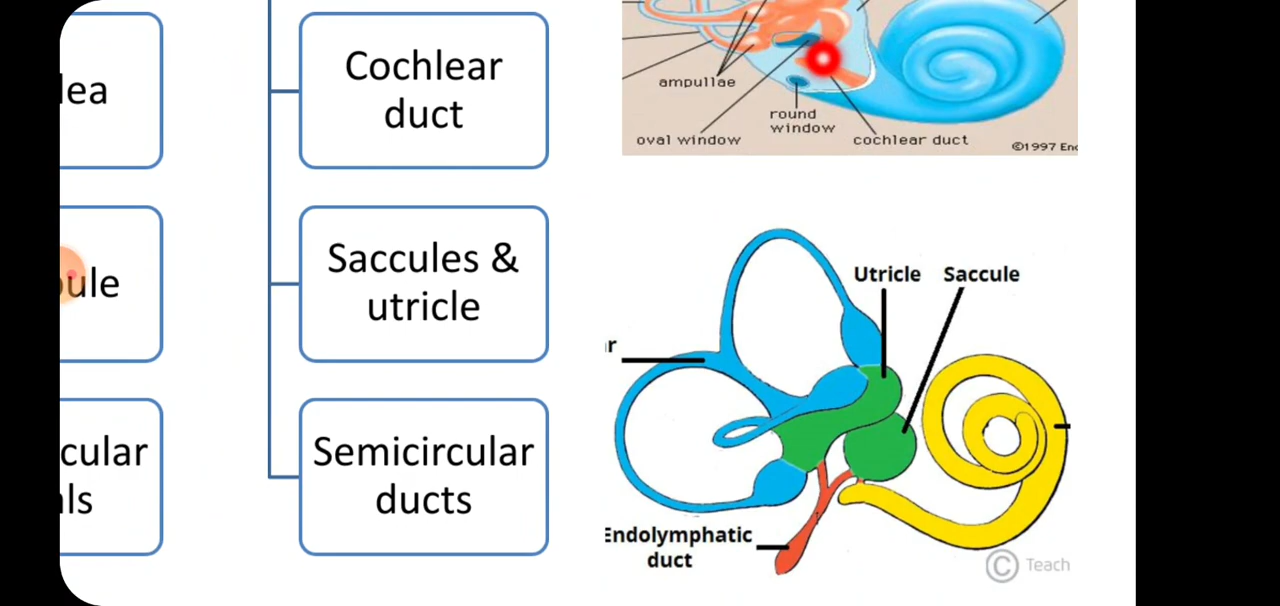 lea
ule
cular
als
Cochlear
duct
Saccules &
utricle
Semicircular
ducts
ampullae
round
window
oval window
cochlear duct
©1997 Enc
Utricle
Saccule
r
Endolymphatic
duct
© Teach